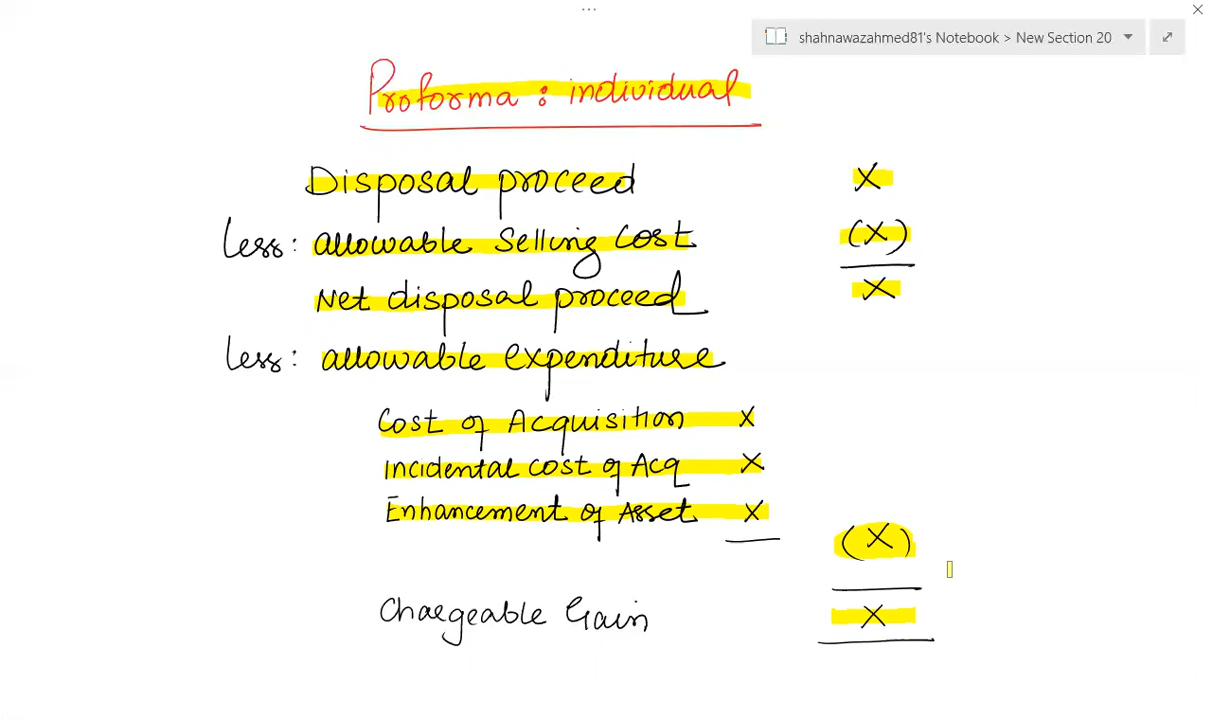 shahnawazahmed81's Notebook > New Section 20
Proforma : individual
Disposal proceed X
less: allowable Selling Cost (X)
Net disposal proceed X
less: allowable expenditure
Cost of Acquisition X
Incidental cost of Acq X
Enhancement of Asset X
(X)
Chargeable Gain X